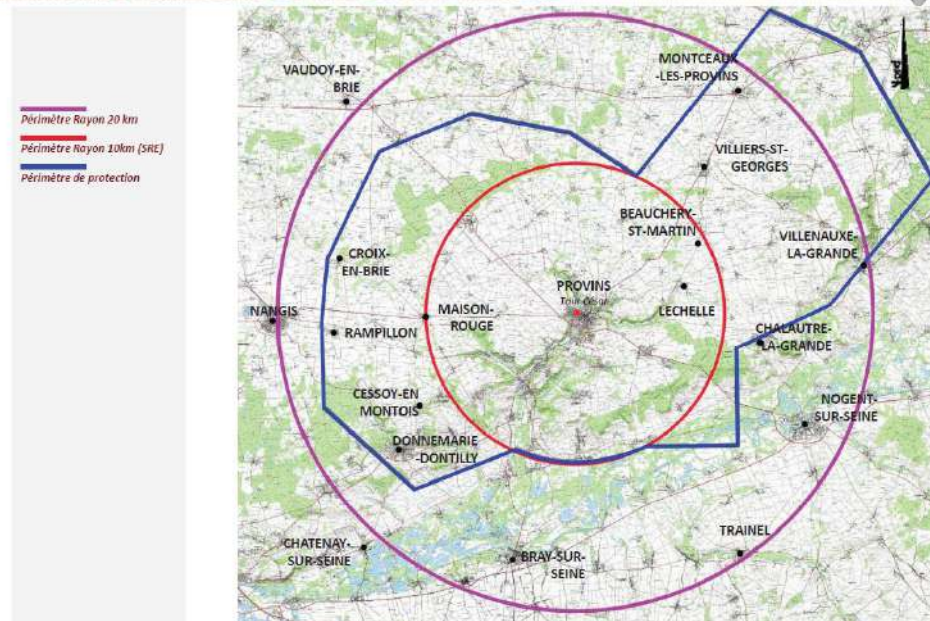 Périmètre Rayon 20 km
Périmètre Rayon 10km (SRE)
Périmètre de protection
Nord
VAUDOY-EN-
BRIE
MONTCEAUX
-LES-PROVINS
VILLIERS-ST-
GEORGES
BEAUCHERY-
ST-MARTIN
VILLENAUXE-
LA-GRANDE
CROIX-
EN-BRIE
PROVINS
Tour César
LECHELLE
NANGIS
MAISON-
ROUGE
RAMPILLON
CHALAUTRE-
LA-GRANDE
CESSOY-EN
MONTOIS
NOGENT-
SUR-SEINE
DONNEMARIE
-DONTILLY
CHATENAY-
SUR-SEINE
BRAY-SUR-
SEINE
TRAINEL